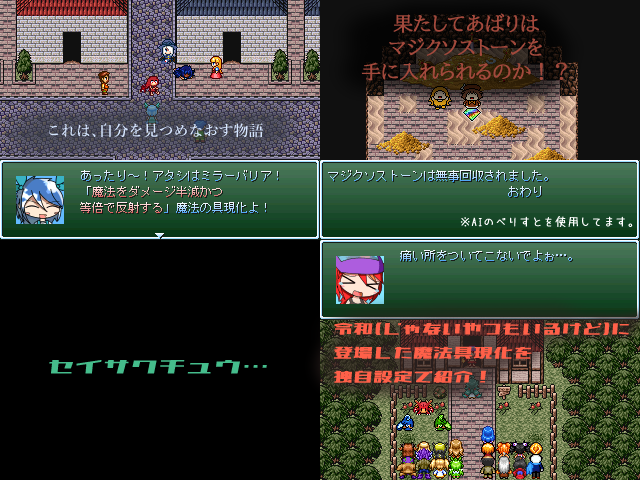 これは、自分を見つめなおす物語
果たしてあばりは
マジクソストーンを
手に入れられるのか！？
あったり～！アタシはミラーバリア！
「魔法をダメージ半減かつ
等倍で反射する」魔法の具現化よ！
マジクソストーンは無事回収されました。
おわり
※AIのべりすとを使用してます。
痛い所をついてこないでよぉ…。
セイサクチュウ…
令和(じゃないやつもいるけど)に
登場した魔法具現化を
独自設定で紹介！